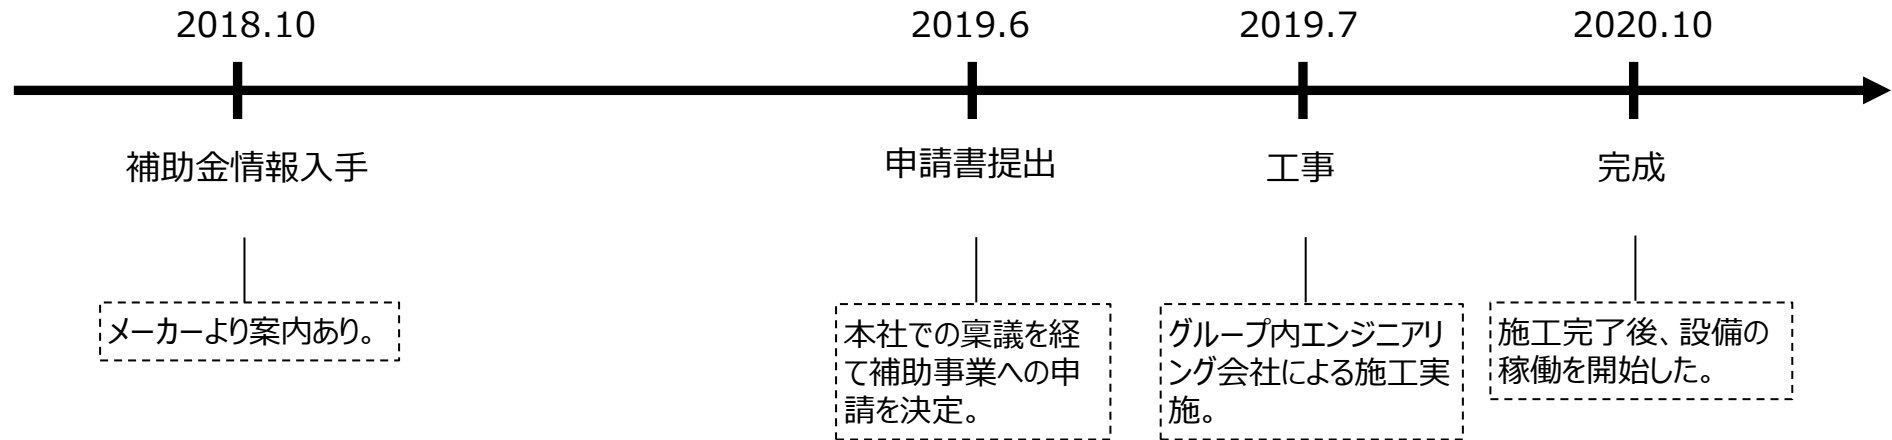 2018.10
2019.6
2019.7
2020.10
補助金情報入手
申請書提出
工事
完成
メーカーより案内あり。
本社での稟議を経
て補助事業への申
請を決定。
グループ内エンジニアリ
ング会社による施工実
施。
施工完了後、設備の
稼働を開始した。